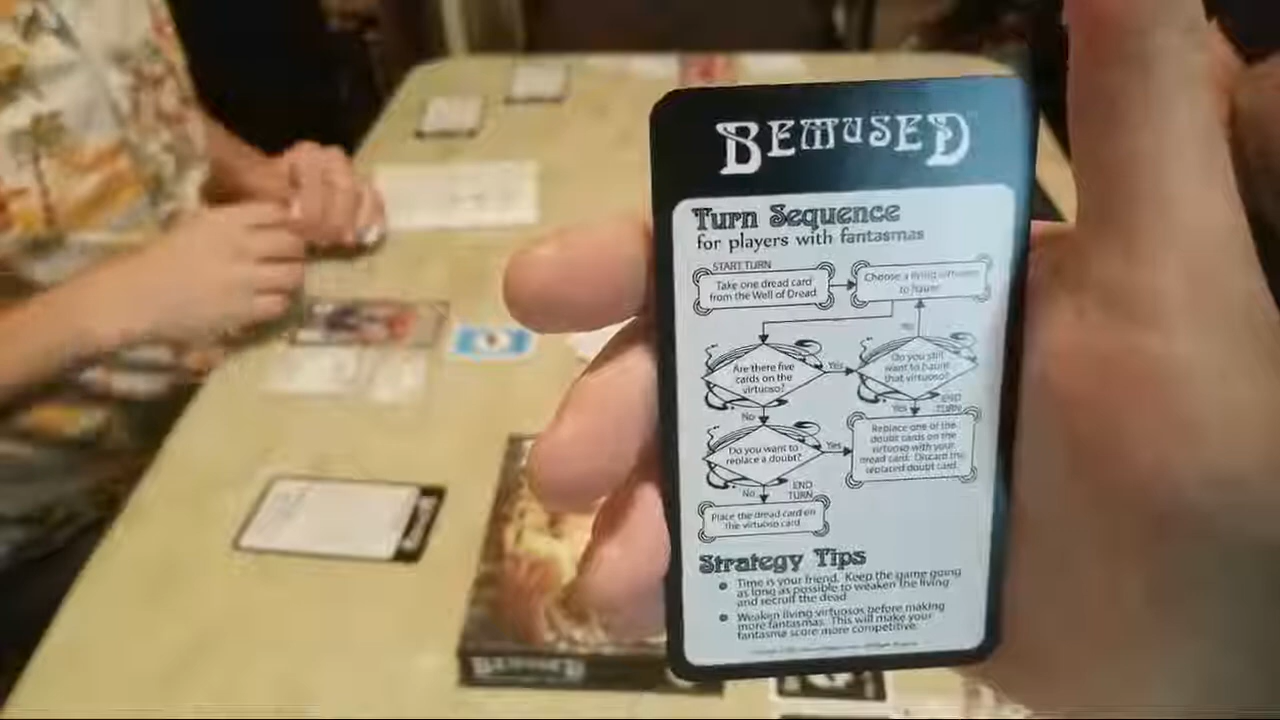 BEMUSED
Turn Sequence
for players with fantasmas
START TURN
Take one dread card
from the Well of Dread
Choose a living virtuoso
to haunt
No
Are there five
cards on the
virtuoso?
Yes
Do you still
want to haunt
that virtuoso?
No
Yes
END
TURN
Do you want to
replace a doubt?
Yes
Replace one of the
doubt cards on the
virtuoso with your
dread card. Discard the
replaced doubt card.
No
END
TURN
Place the dread card on
the virtuoso card
Strategy Tips
• Time is your friend. Keep the game going
as long as possible to weaken the living
and recruit the dead
• Weaken living virtuosos before making
more fantasmas. This will make your
fantasma score more competitive.
BEMUSED